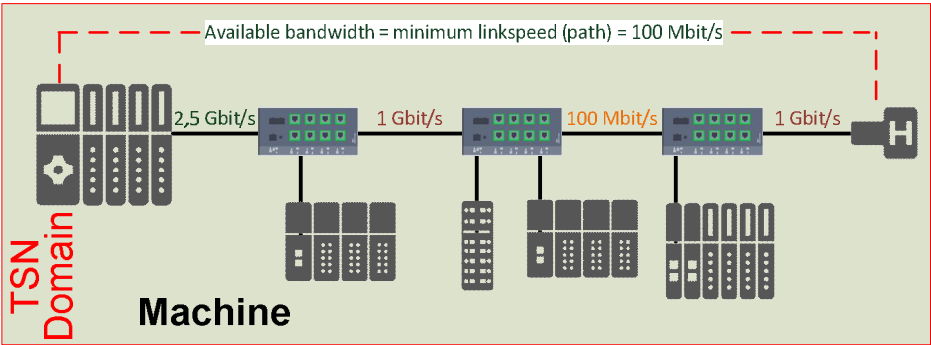 Available bandwidth = minimum linkspeed (path) = 100 Mbit/s
2,5 Gbit/s
1 Gbit/s
100 Mbit/s
1 Gbit/s
TSN
Domain
Machine